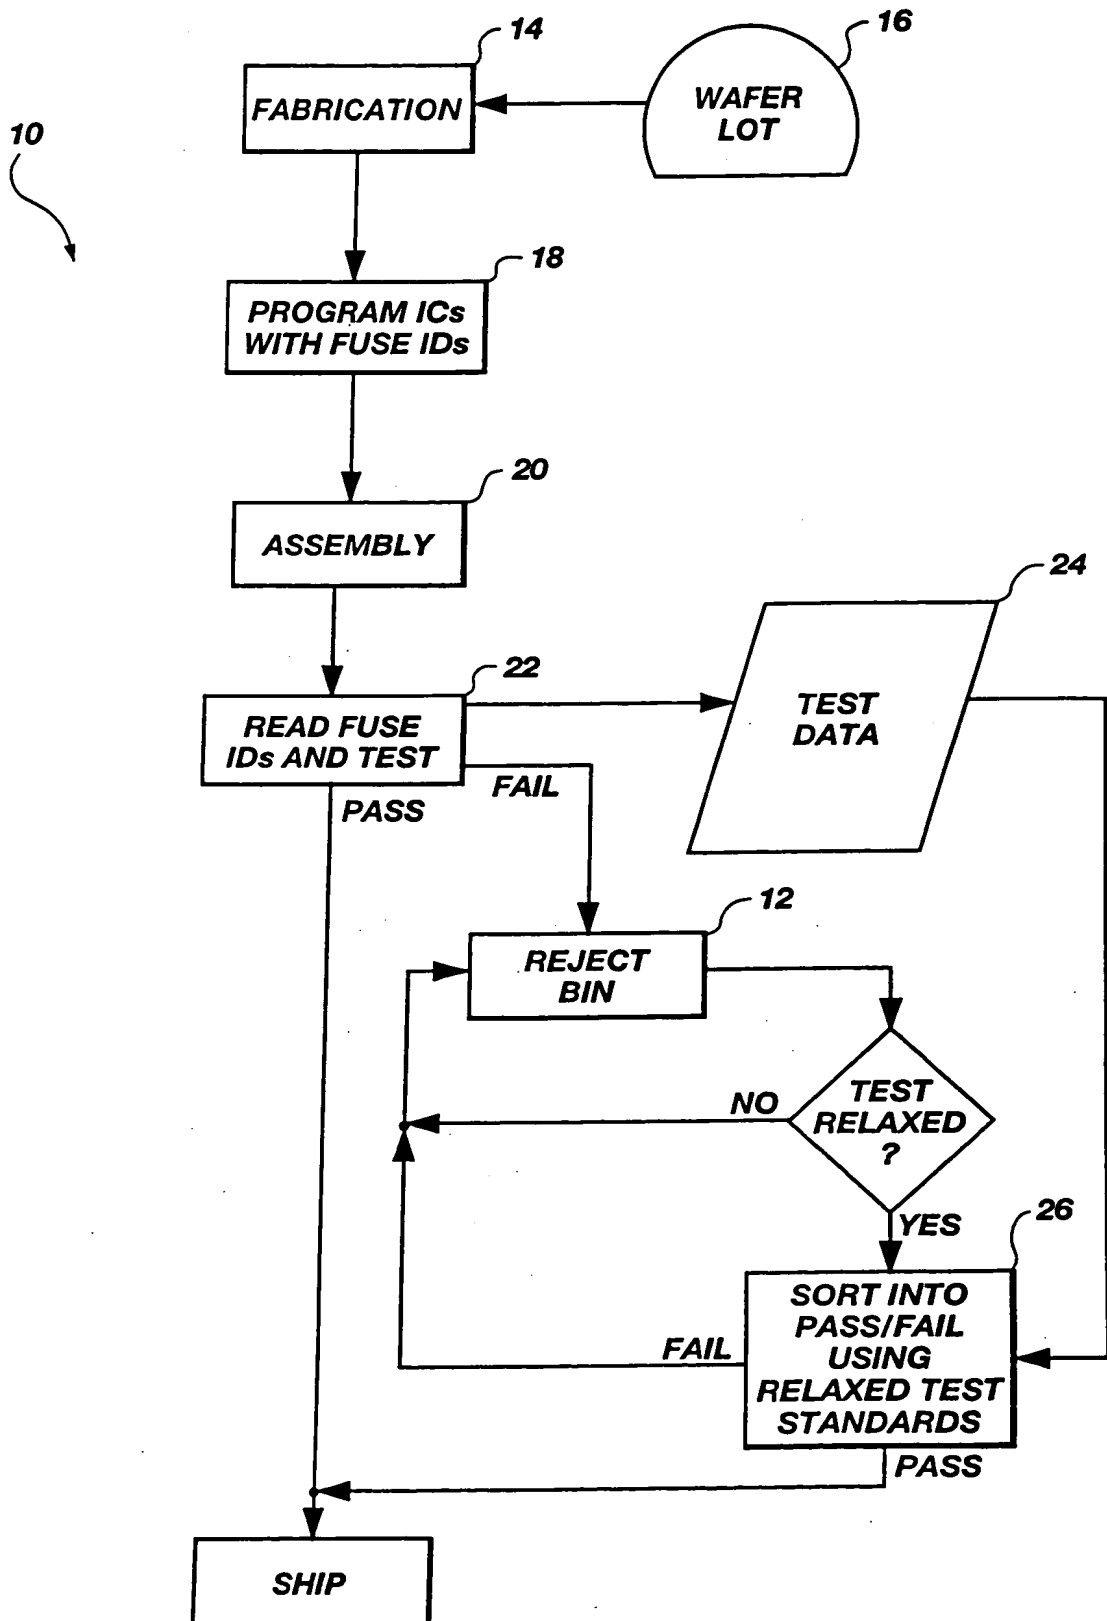 14
16
FABRICATION
WAFER
LOT
10
18
PROGRAM ICs
WITH FUSE IDs
20
ASSEMBLY
24
22
READ FUSE
IDs AND TEST
TEST
DATA
FAIL
PASS
12
REJECT
BIN
TEST
RELAXED
?
NO
YES
26
SORT INTO
PASS/FAIL
USING
RELAXED TEST
STANDARDS
FAIL
PASS
SHIP